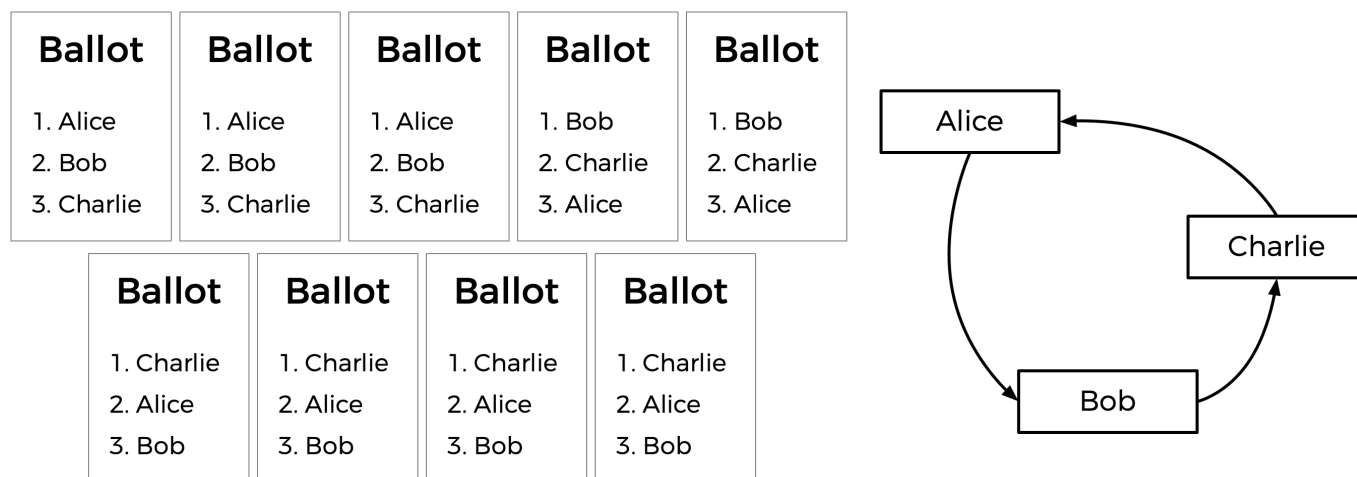 Ballot
1. Alice
2. Bob
3. Charlie
Ballot
1. Alice
2. Bob
3. Charlie
Ballot
1. Alice
2. Bob
3. Charlie
Ballot
1. Bob
2. Charlie
3. Alice
Ballot
1. Bob
2. Charlie
3. Alice
Ballot
1. Charlie
2. Alice
3. Bob
Ballot
1. Charlie
2. Alice
3. Bob
Ballot
1. Charlie
2. Alice
3. Bob
Ballot
1. Charlie
2. Alice
3. Bob
Alice
Charlie
Bob